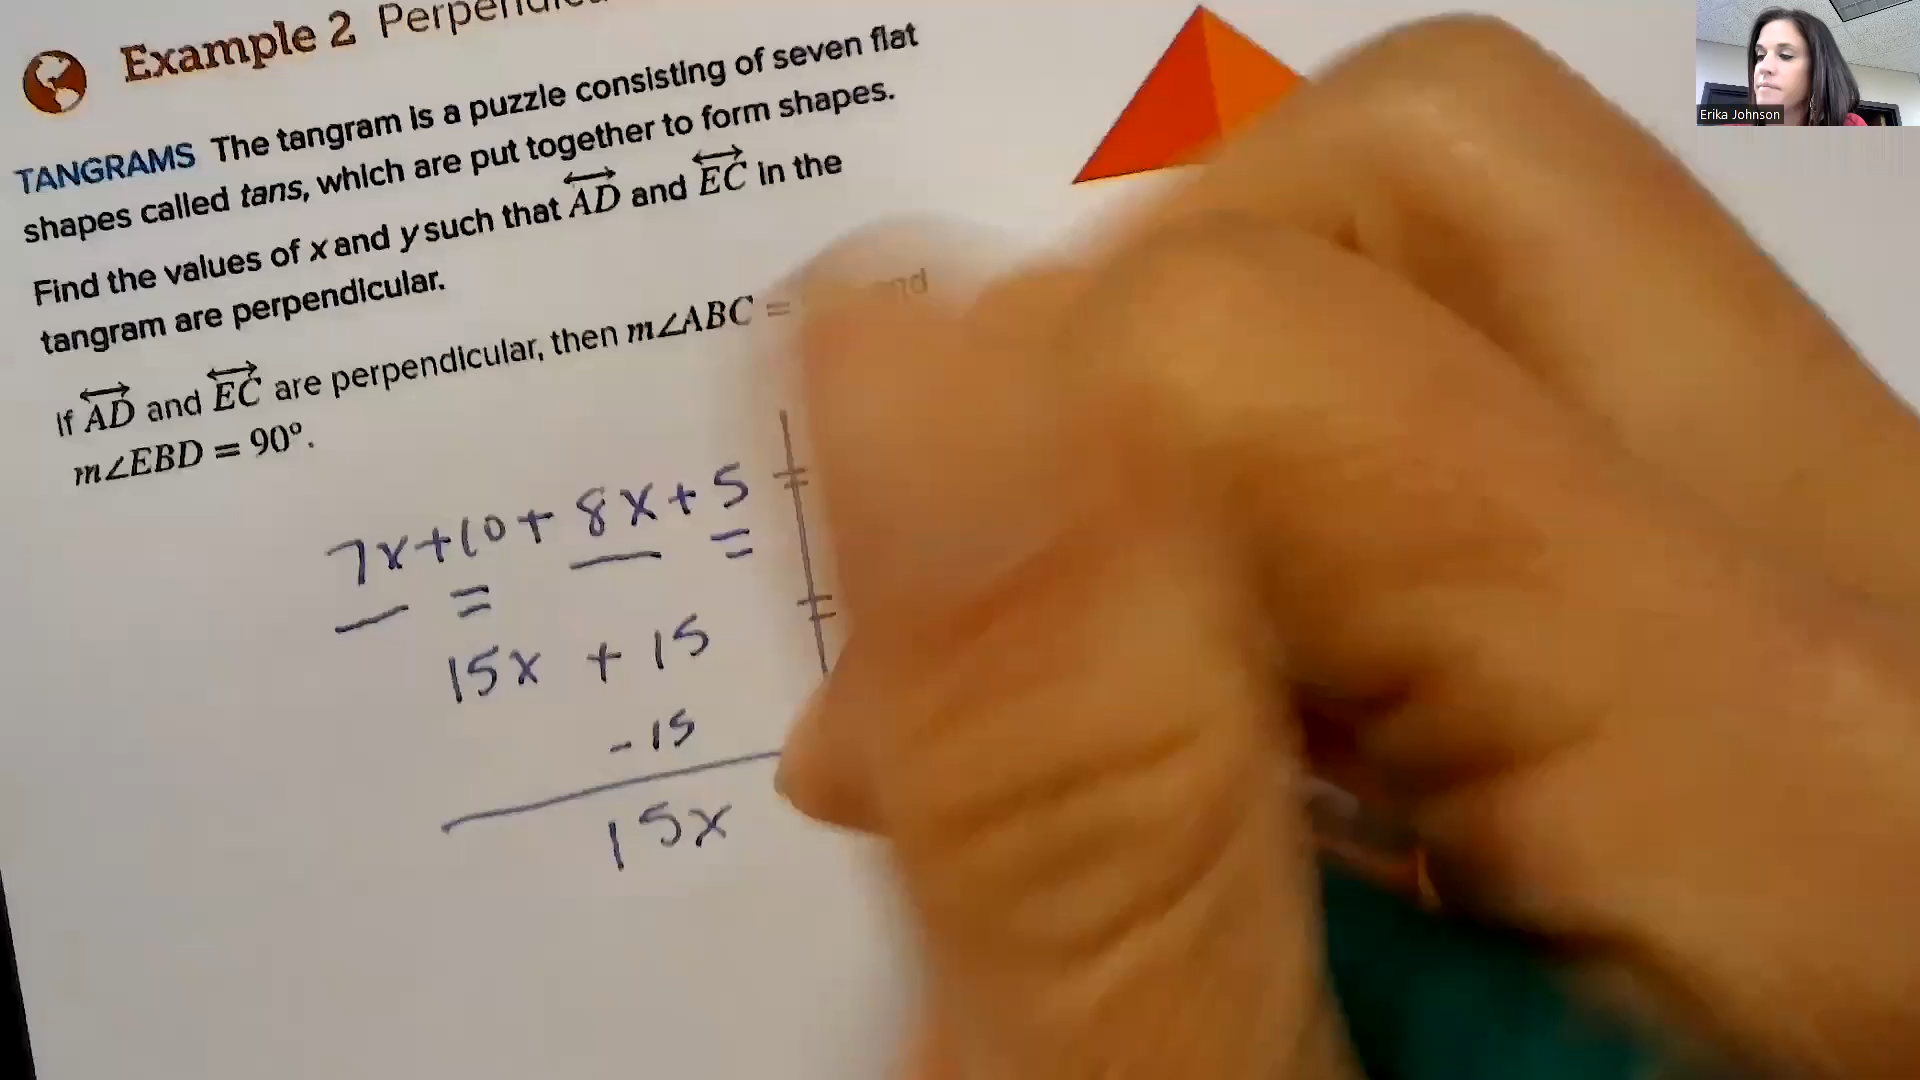 Example 2
TANGRAMS The tangram is a puzzle consisting of seven flat
shapes called tans, which are put together to form shapes.
Find the values of x and y such that AD and EC in the
tangram are perpendicular.
If AD and EC are perpendicular, then m∠ABC = and
m∠EBD = 90°.
7x+10+ 8x+5 =
15x + 15 =
-15
15x
Erika Johnson